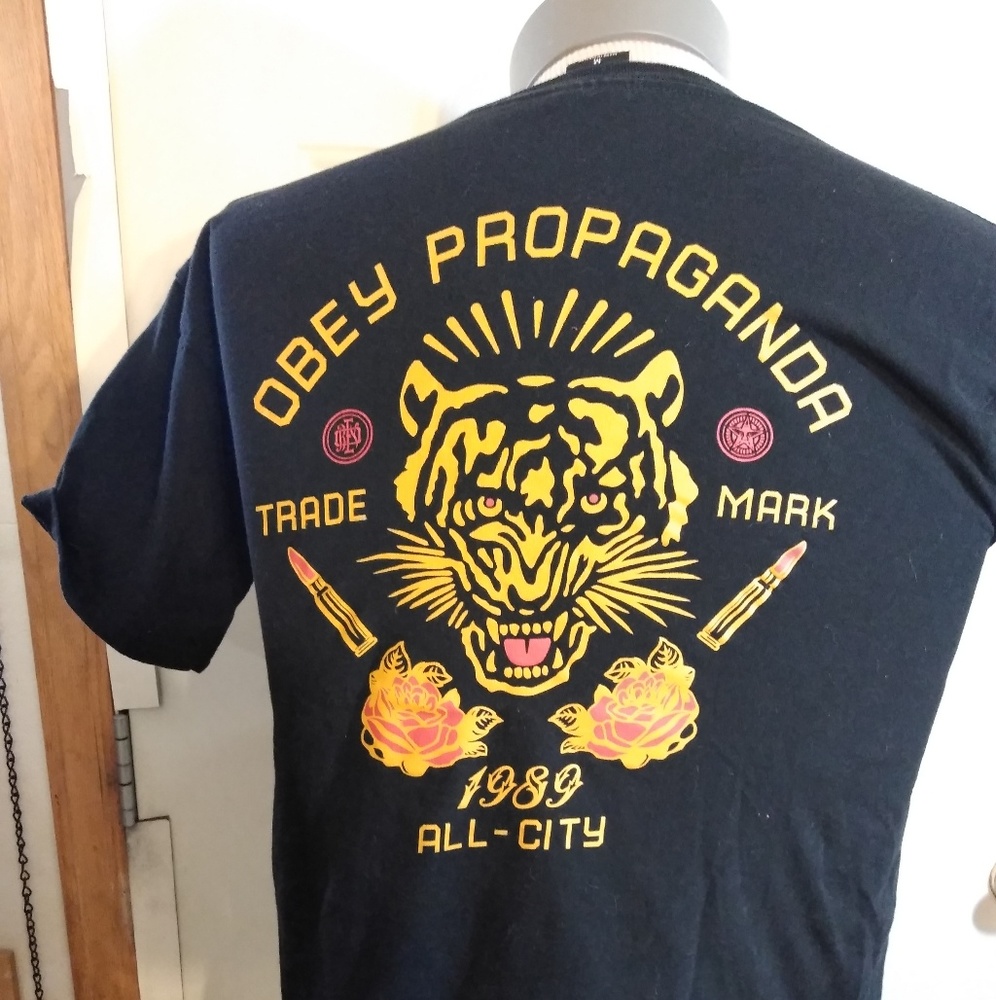 M
OBEY PROPAGANDA
TRADE MARK
1989
ALL-CITY